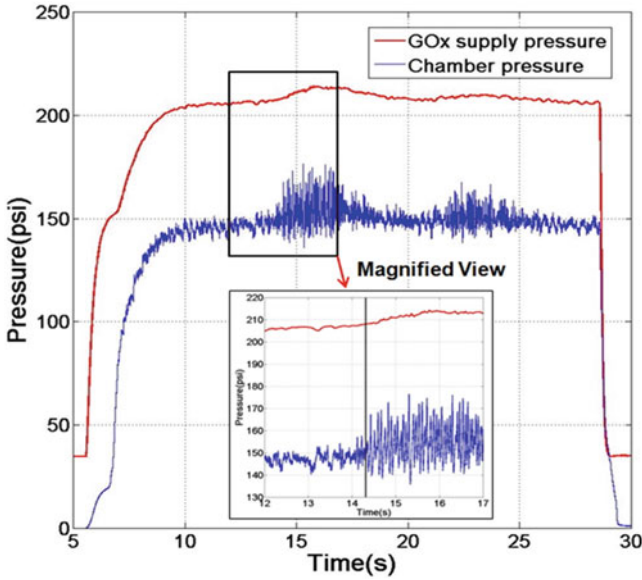 250
200
150
100
50
0
Pressure(psi)
GOx supply pressure
Chamber pressure
Magnified View
220
210
200
190
180
170
160
150
140
130
Pressure(psi)
12 13 14 15 16 17
Time(s)
5 10 15 20 25 30
Time(s)